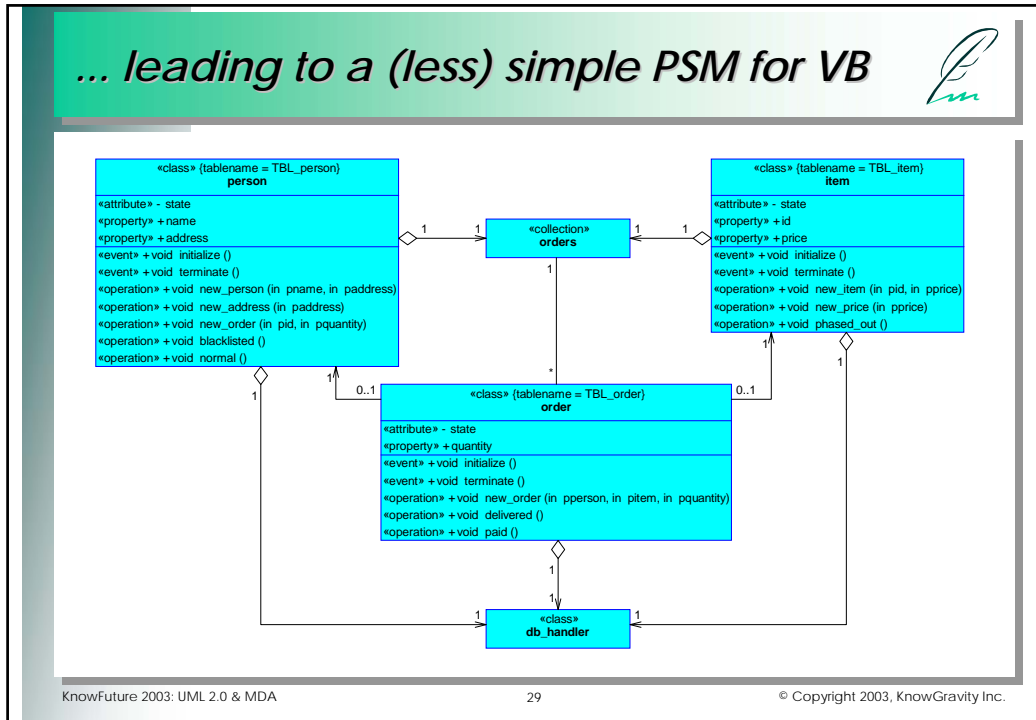 ... leading to a (less) simple PSM for VB
«class» {tablename = TBL_person}
person
«attribute» - state
«property» + name
«property» + address
«event» + void initialize ()
«event» + void terminate ()
«operation» + void new_person (in pname, in paddress)
«operation» + void new_address (in paddress)
«operation» + void new_order (in pid, in pquantity)
«operation» + void blacklisted ()
«operation» + void normal ()
1
1
«collection»
orders
1
1
«class» {tablename = TBL_item}
item
«attribute» - state
«property» + id
«property» + price
«event» + void initialize ()
«event» + void terminate ()
«operation» + void new_item (in pid, in pprice)
«operation» + void new_price (in pprice)
«operation» + void phased_out ()
1
*
1
1
0..1
0..1
1
1
«class» {tablename = TBL_order}
order
«attribute» - state
«property» + quantity
«event» + void initialize ()
«event» + void terminate ()
«operation» + void new_order (in pperson, in pitem, in pquantity)
«operation» + void delivered ()
«operation» + void paid ()
1
1
1
«class»
db_handler
1
KnowFuture 2003: UML 2.0 & MDA
29
© Copyright 2003, KnowGravity Inc.